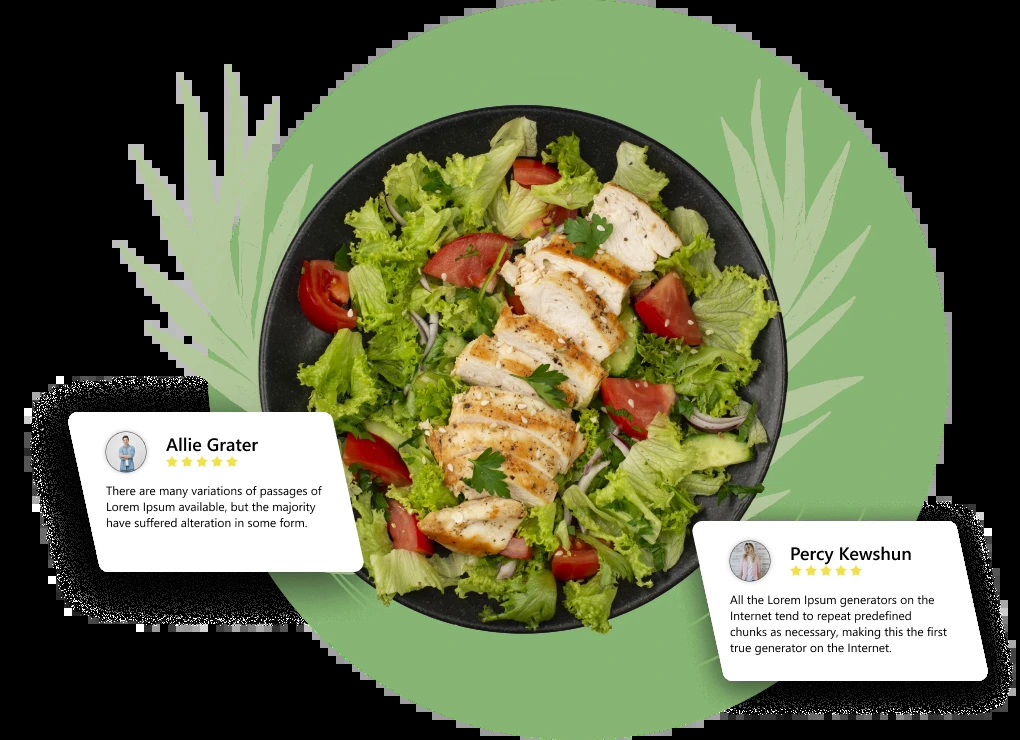 Allie Grater
There are many variations of passages of
Lorem Ipsum available, but the majority
have suffered alteration in some form.
Percy Kewshun
All the Lorem Ipsum generators on the
Internet tend to repeat predefined
chunks as necessary, making this the first
true generator on the Internet.